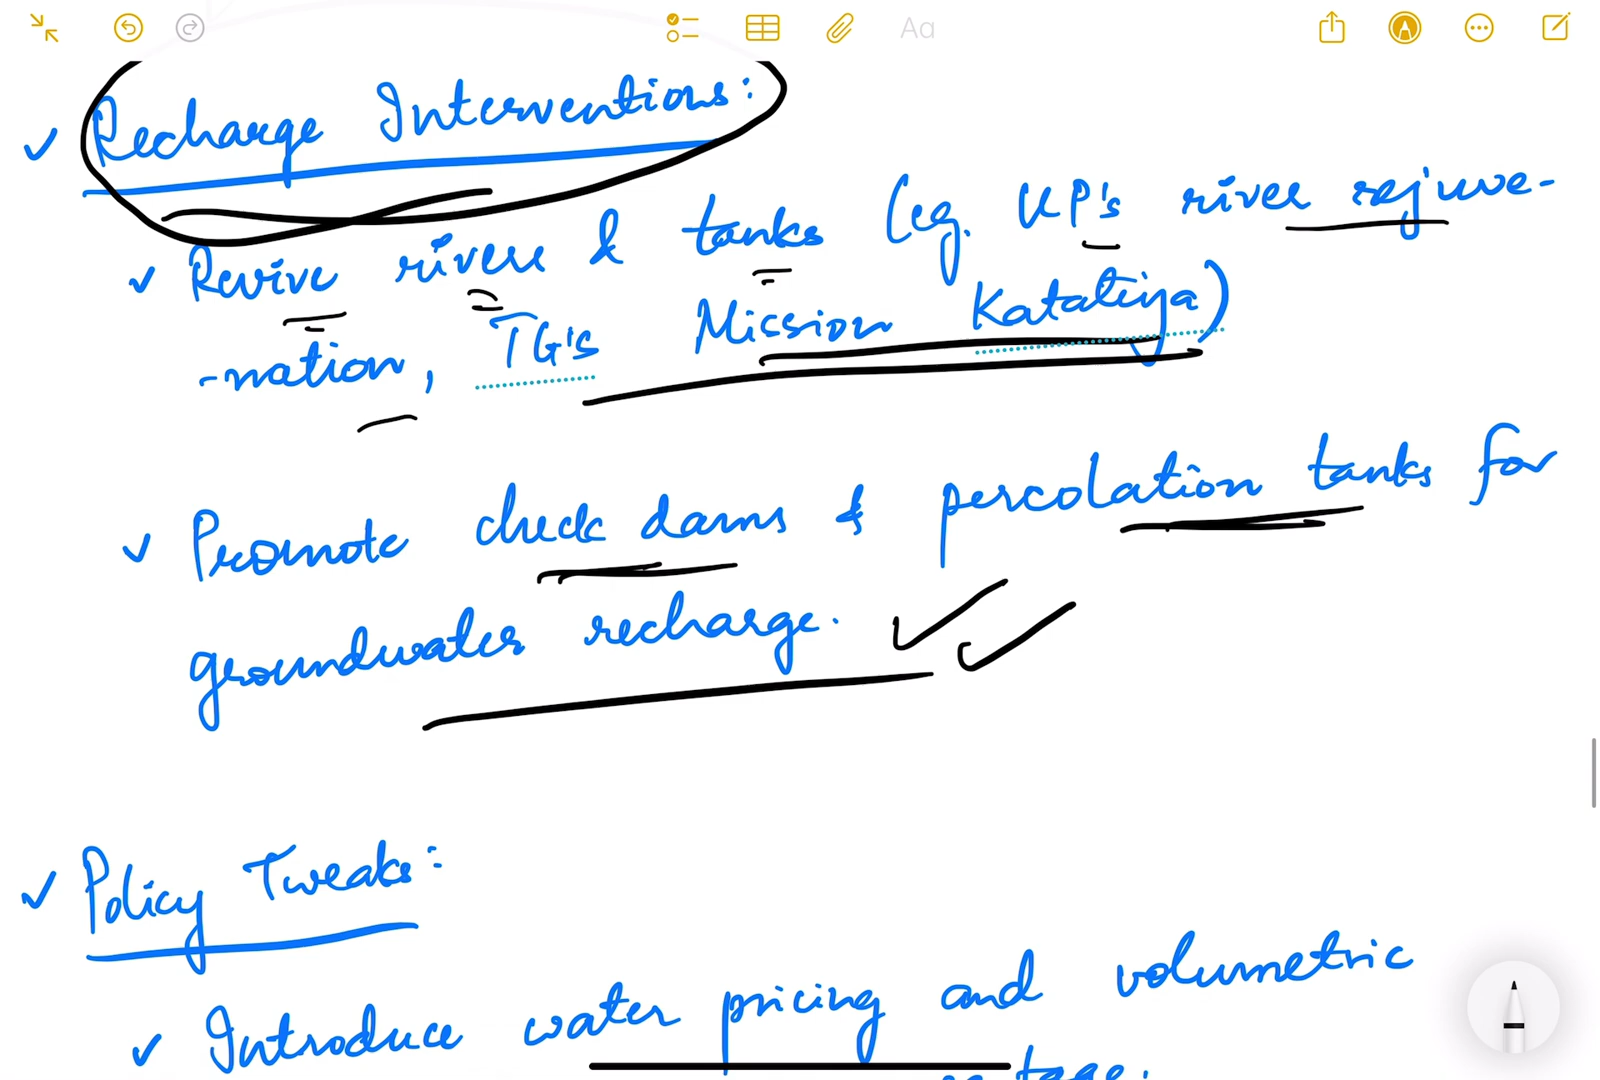 Aa
✓ Recharge Interventions:
✓ Revive rivers & tanks (eg. UP's river rejuve-
-nation, TG's Mission Katatiya)
✓ Promote check dams & percolation tanks for
groundwater recharge.
✓ Policy Tweaks:
✓ Introduce water pricing and volumetric